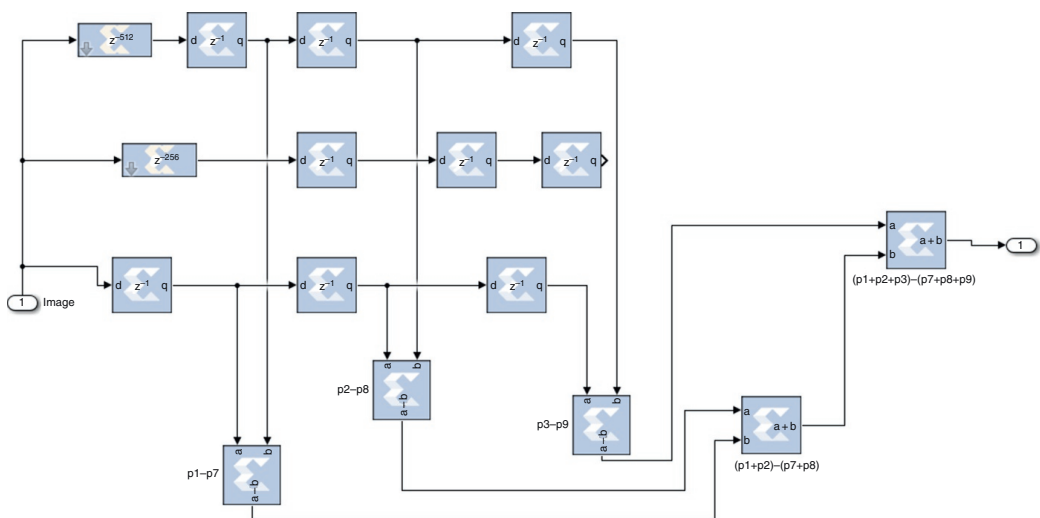 z⁻⁵¹²
d z⁻¹ q
d z⁻¹ q
d z⁻¹ q
z⁻²⁵⁶
d z⁻¹ q
d z⁻¹ q
d z⁻¹ q
a
a+b
b
1
(p1+p2+p3)–(p7+p8+p9)
d z⁻¹ q
d z⁻¹ q
d z⁻¹ q
1 Image
a b
p2–p8
a–b
a b
p3–p9
a–b
a
a+b
b
(p1+p2)–(p7+p8)
a b
p1–p7
a–b